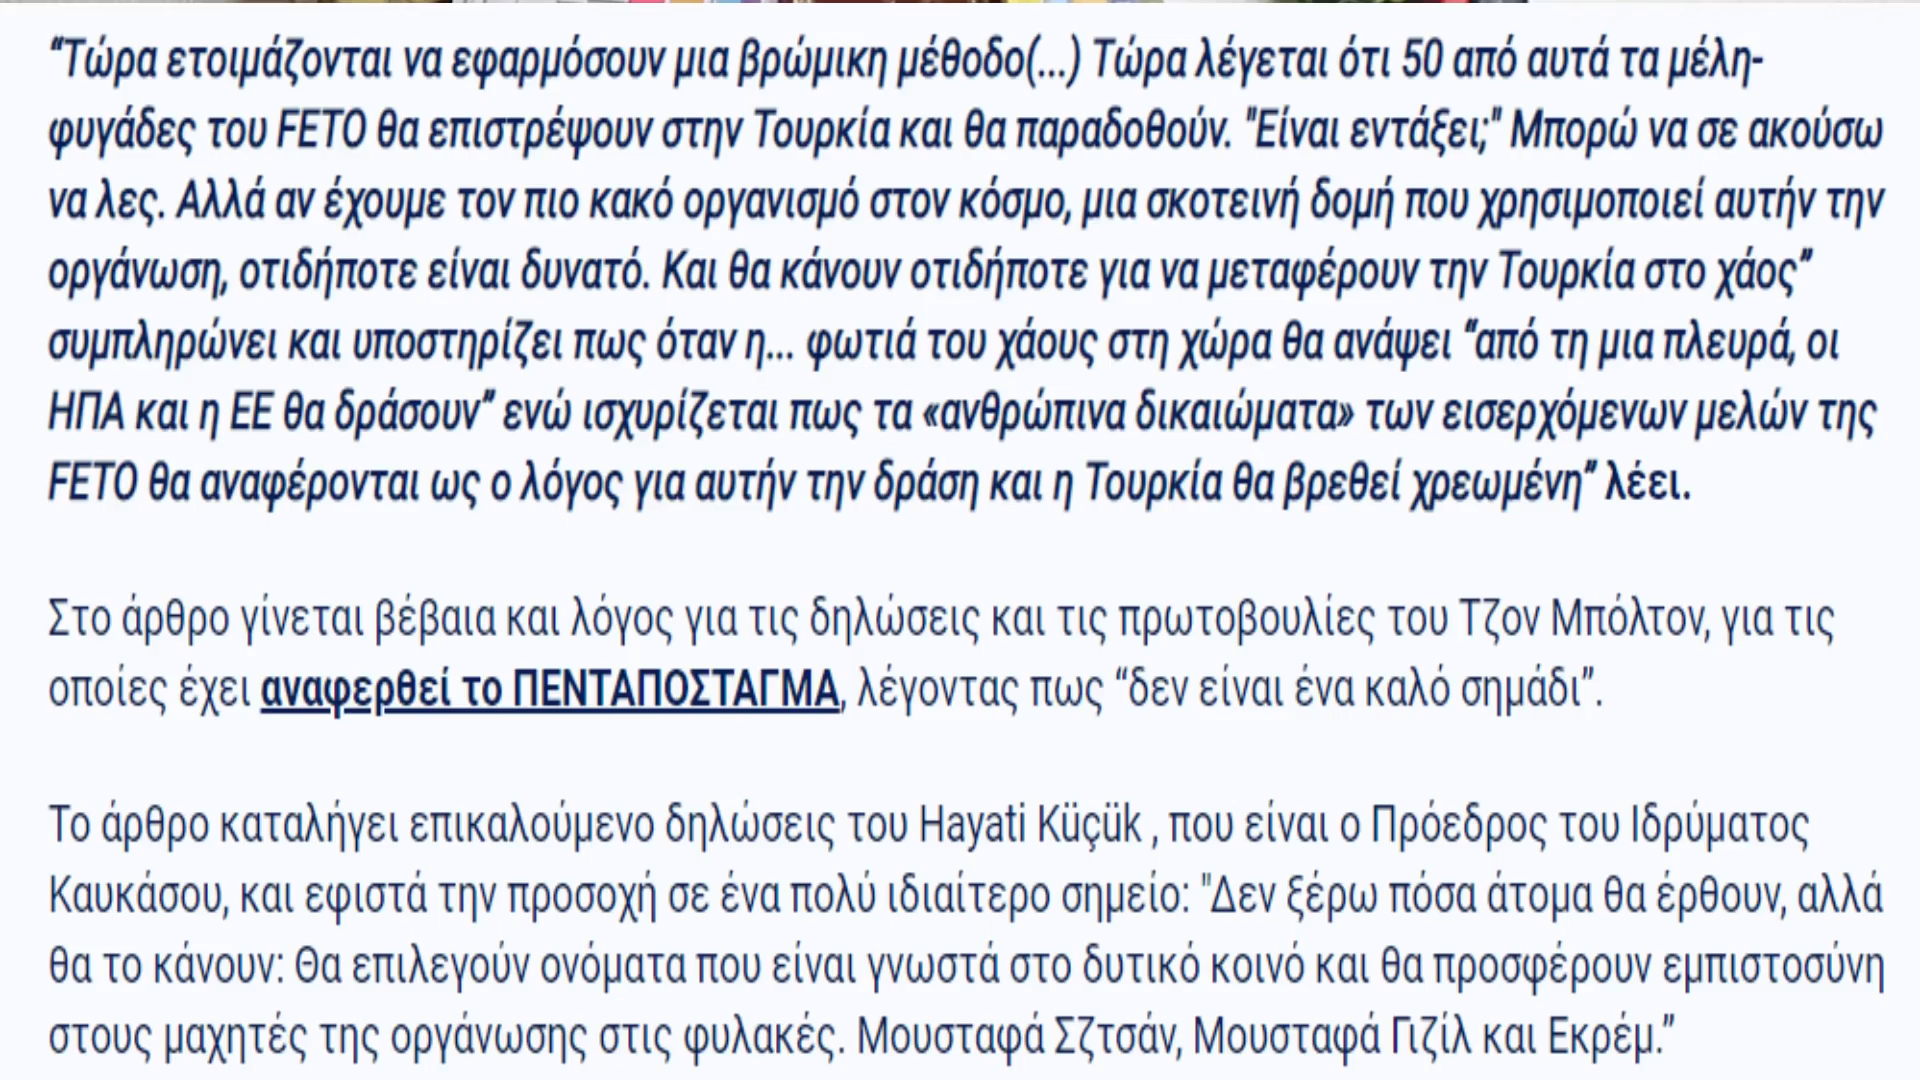 “Τώρα ετοιμάζονται να εφαρμόσουν μια βρώμικη μέθοδο(...) Τώρα λέγεται ότι 50 από αυτά τα μέλη-
φυγάδες του FETO θα επιστρέψουν στην Τουρκία και θα παραδοθούν. "Είναι εντάξει;" Μπορώ να σε ακούσω
να λες. Αλλά αν έχουμε τον πιο κακό οργανισμό στον κόσμο, μια σκοτεινή δομή που χρησιμοποιεί αυτήν την
οργάνωση, οτιδήποτε είναι δυνατό. Και θα κάνουν οτιδήποτε για να μεταφέρουν την Τουρκία στο χάος”
συμπληρώνει και υποστηρίζει πως όταν η... φωτιά του χάους στη χώρα θα ανάψει “από τη μια πλευρά, οι
ΗΠΑ και η ΕΕ θα δράσουν” ενώ ισχυρίζεται πως τα «ανθρώπινα δικαιώματα» των εισερχόμενων μελών της
FETO θα αναφέρονται ως ο λόγος για αυτήν την δράση και η Τουρκία θα βρεθεί χρεωμένη” λέει.
Στο άρθρο γίνεται βέβαια και λόγος για τις δηλώσεις και τις πρωτοβουλίες του Τζον Μπόλτον, για τις
οποίες έχει αναφερθεί το ΠΕΝΤΑΠΟΣΤΑΓΜΑ, λέγοντας πως “δεν είναι ένα καλό σημάδι”.
Το άρθρο καταλήγει επικαλούμενο δηλώσεις του Hayati Küçük , που είναι ο Πρόεδρος του Ιδρύματος
Καυκάσου, και εφιστά την προσοχή σε ένα πολύ ιδιαίτερο σημείο: "Δεν ξέρω πόσα άτομα θα έρθουν, αλλά
θα το κάνουν: Θα επιλεγούν ονόματα που είναι γνωστά στο δυτικό κοινό και θα προσφέρουν εμπιστοσύνη
στους μαχητές της οργάνωσης στις φυλακές. Μουσταφά Σζτσάν, Μουσταφά Γιζίλ και Εκρέμ.”